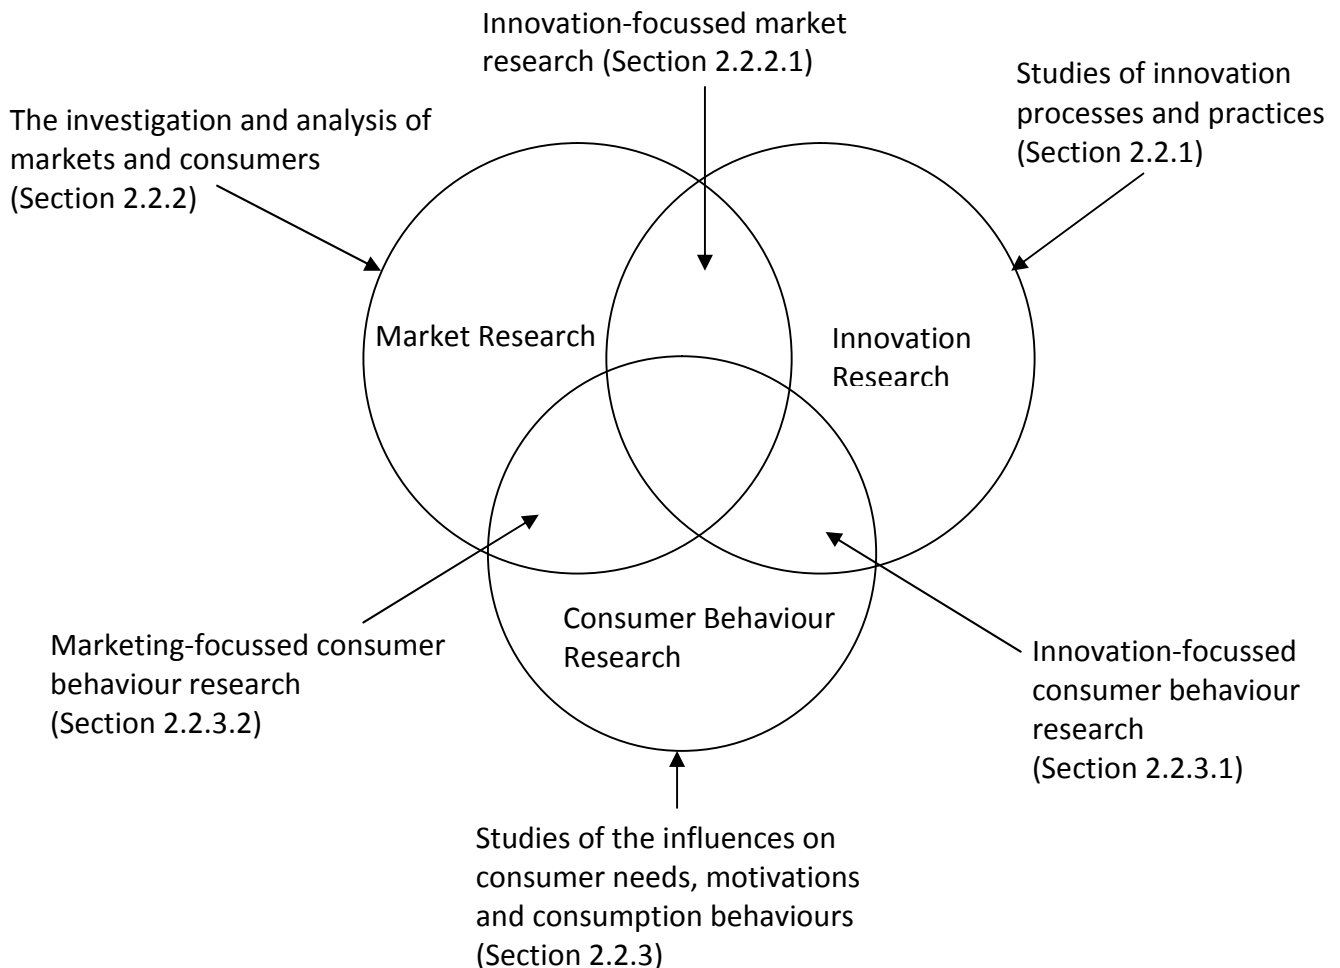 Innovation-focussed market
research (Section 2.2.2.1)
Studies of innovation
processes and practices
(Section 2.2.1)
The investigation and analysis of
markets and consumers
(Section 2.2.2)
Market Research
Innovation
Research
Consumer Behaviour
Research
Marketing-focussed consumer
behaviour research
(Section 2.2.3.2)
Innovation-focussed
consumer behaviour
research
(Section 2.2.3.1)
Studies of the influences on
consumer needs, motivations
and consumption behaviours
(Section 2.2.3)